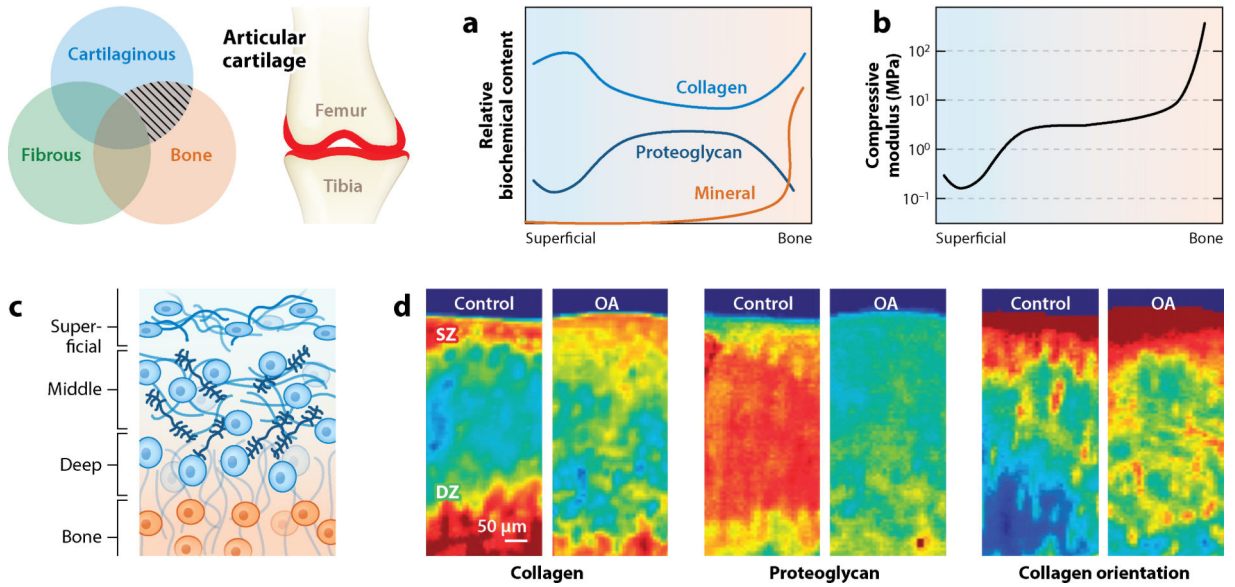 Cartilaginous
Fibrous
Bone
Articular
cartilage
Femur
Tibia
a
Relative
biochemical content
Collagen
Proteoglycan
Mineral
Superficial
Bone
b
Compressive
modulus (MPa)
10²
10¹
10⁰
10⁻¹
Superficial
Bone
c
Super-
ficial
Middle
Deep
Bone
d
Control
OA
SZ
DZ
50 μm
Collagen
Control
OA
Proteoglycan
Control
OA
Collagen orientation